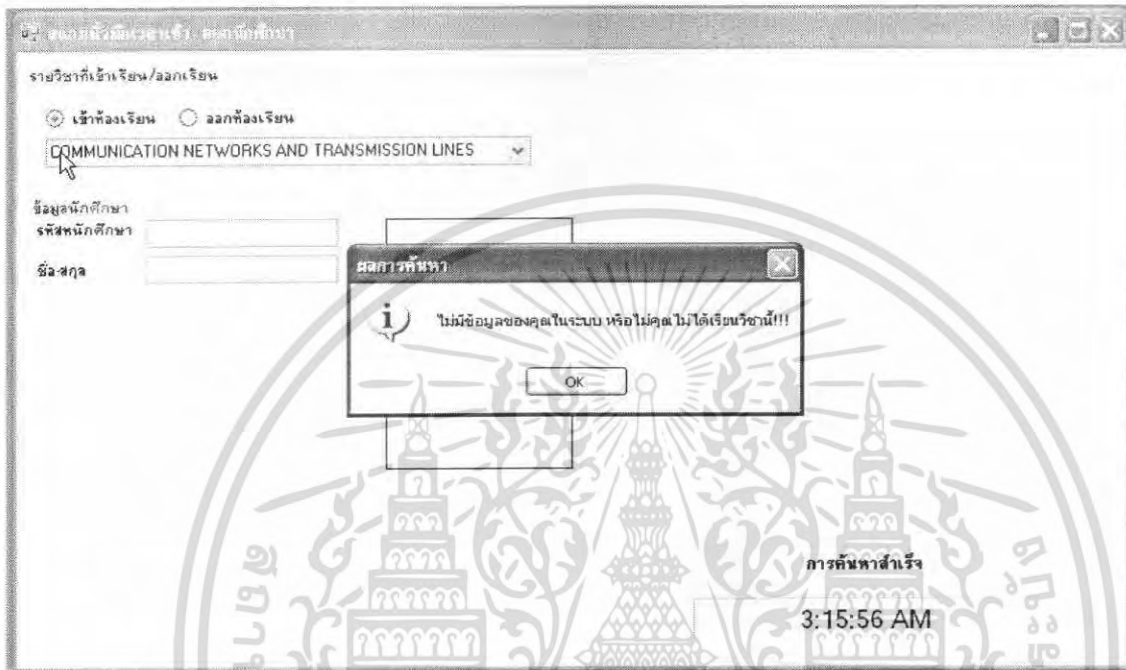 รายวิชาที่เข้าเรียน/ออกเรียน
เข้าห้องเรียน ออกห้องเรียน
COMMUNICATION NETWORKS AND TRANSMISSION LINES
ข้อมูลนักศึกษา
รหัสนักศึกษา
ชื่อ-สกุล
ผลการค้นหา
ไม่มีข้อมูลของคุณในระบบ หรือไม่คุณไม่ได้เรียนวิชานี้!!!
OK
การค้นหาสำเร็จ
3:15:56 AM